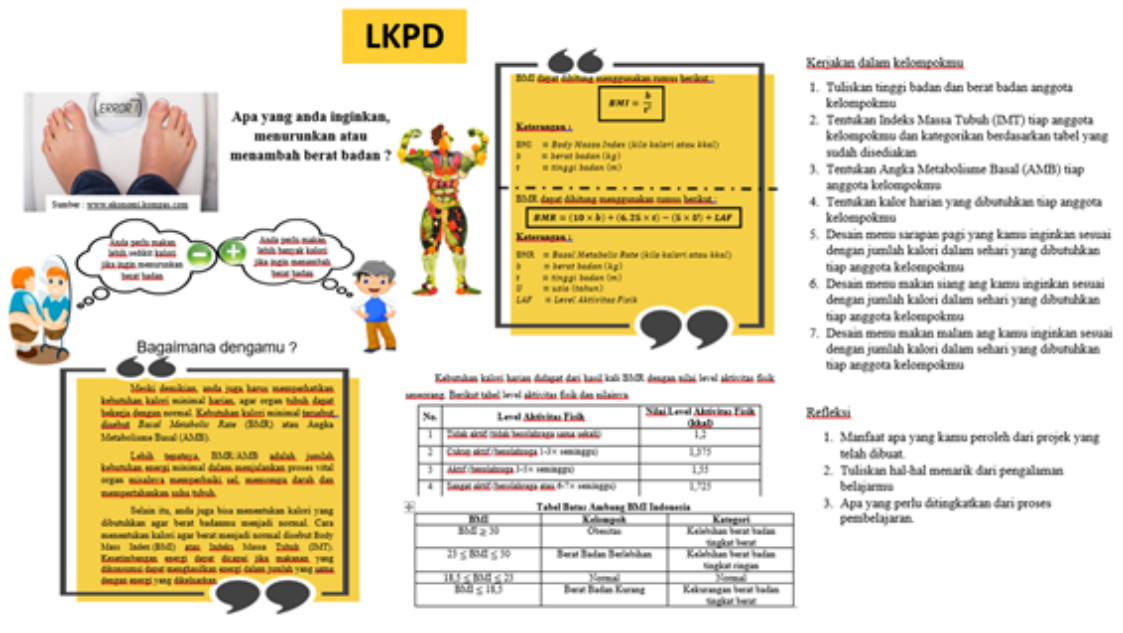 LKPD
ERROR!
Sumber : www.ekonomi.kompas.com
Apa yang anda inginkan,
menurunkan atau
menambah berat badan ?
Anda perlu makan
lebih sedikit kalori
jika ingin menurunkan
berat badan
Anda perlu makan
lebih banyak kalori
jika ingin menambah
berat badan
Bagaimana dengamu ?
Meski demikian, anda juga harus memperhatikan
kebutuhan kalori minimal harian, agar organ tubuh dapat
bekerja dengan normal. Kebutuhan kalori minimal tersebut,
disebut Basal Metabolic Rate (BMR) atau Angka
Metabolisme Basal (AMB).
Lebih tepatnya, BMR/AMB adalah jumlah
kebutuhan energi minimal dalam menjalankan proses vital
organ misalnya memperbaiki sel, memompa darah dan
mempertahankan suhu tubuh.
Selain itu, anda juga bisa menentukan kalori yang
dibutuhkan agar berat badanmu menjadi normal. Cara
menentukan kalori agar berat menjadi normal disebut Body
Mass Index (BMI) atau Indeks Massa Tubuh (IMT).
Kesetimbangan energi dapat dicapai jika makanan yang
dikonsumsi dapat menghasilkan energi dalam jumlah yang sama
dengan energi yang dikeluarkan.
BMI dapat dihitung menggunakan rumus berikut :
BMI = b/t²
Keterangan :
BMI = Body Massa Index (kilo kalori atau kkal)
b = berat badan (kg)
t = tinggi badan (m)
BMR dapat dihitung menggunakan rumus berikut :
BMR = (10 × b) + (6.25 × t) − (5 × U) + LAF
Keterangan :
BMR = Basal Metabolic Rate (kilo kalori atau kkal)
b = berat badan (kg)
t = tinggi badan (m)
U = usia (tahun)
LAF = Level Aktivitas Fisik
Kebutuhan kalori harian didapat dari hasil kali BMR dengan nilai level aktivitas fisik
seseorang. Berikut tabel level aktivitas fisik dan nilainya
No. Level Aktivitas Fisik Nilai Level Aktivitas Fisik (kkal)
1 Tidak aktif (tidak berolahraga sama sekali) 1,2
2 Cukup aktif (berolahraga 1-3× seminggu) 1,375
3 Aktif (berolahraga 3-5× seminggu) 1,55
4 Sangat aktif (berolahraga atau 6-7× seminggu) 1,725
Tabel Batas Ambang BMI Indonesia
BMI Kelompok Kategori
BMI ≥ 30 Obesitas Kelebihan berat badan tingkat berat
25 ≤ BMI ≤ 30 Berat Badan Berlebihan Kelebihan berat badan tingkat ringan
18,5 ≤ BMI ≤ 25 Normal Normal
BMI ≤ 18,5 Berat Badan Kurang Kekurangan berat badan tingkat berat
Kerjakan dalam kelompokmu
1. Tuliskan tinggi badan dan berat badan anggota
kelompokmu
2. Tentukan Indeks Massa Tubuh (IMT) tiap anggota
kelompokmu dan kategorikan berdasarkan tabel yang
sudah disediakan
3. Tentukan Angka Metabolisme Basal (AMB) tiap
anggota kelompokmu
4. Tentukan kalor harian yang dibutuhkan tiap anggota
kelompokmu
5. Desain menu sarapan pagi yang kamu inginkan sesuai
dengan jumlah kalori dalam sehari yang dibutuhkan
tiap anggota kelompokmu
6. Desain menu makan siang ang kamu inginkan sesuai
dengan jumlah kalori dalam sehari yang dibutuhkan
tiap anggota kelompokmu
7. Desain menu makan malam ang kamu inginkan sesuai
dengan jumlah kalori dalam sehari yang dibutuhkan
tiap anggota kelompokmu
Refleksi
1. Manfaat apa yang kamu peroleh dari projek yang
telah dibuat.
2. Tuliskan hal-hal menarik dari pengalaman
belajarmu
3. Apa yang perlu ditingkatkan dari proses
pembelajaran.